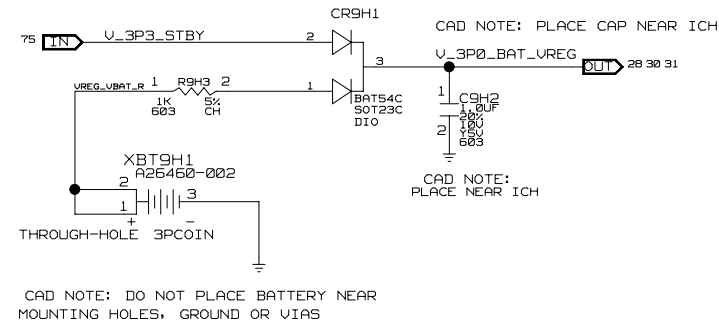 CR9H1
CAD NOTE: PLACE CAP NEAR ICH
75 IN V_3P3_STBY 2
3
V_3P0_BAT_VREG
OUT 28 30 31
VREG_VBAT_R 1 R9H3 2
1K 5%
603 CH
1
BAT54C
SOT23C
DIO
1 C9H2
1.0UF
20%
10V
2 Y5V
603
CAD NOTE:
PLACE NEAR ICH
XBT9H1
A26460-002
2
1
3
+ -
THROUGH-HOLE 3PCOIN
CAD NOTE: DO NOT PLACE BATTERY NEAR
MOUNTING HOLES, GROUND OR VIAS